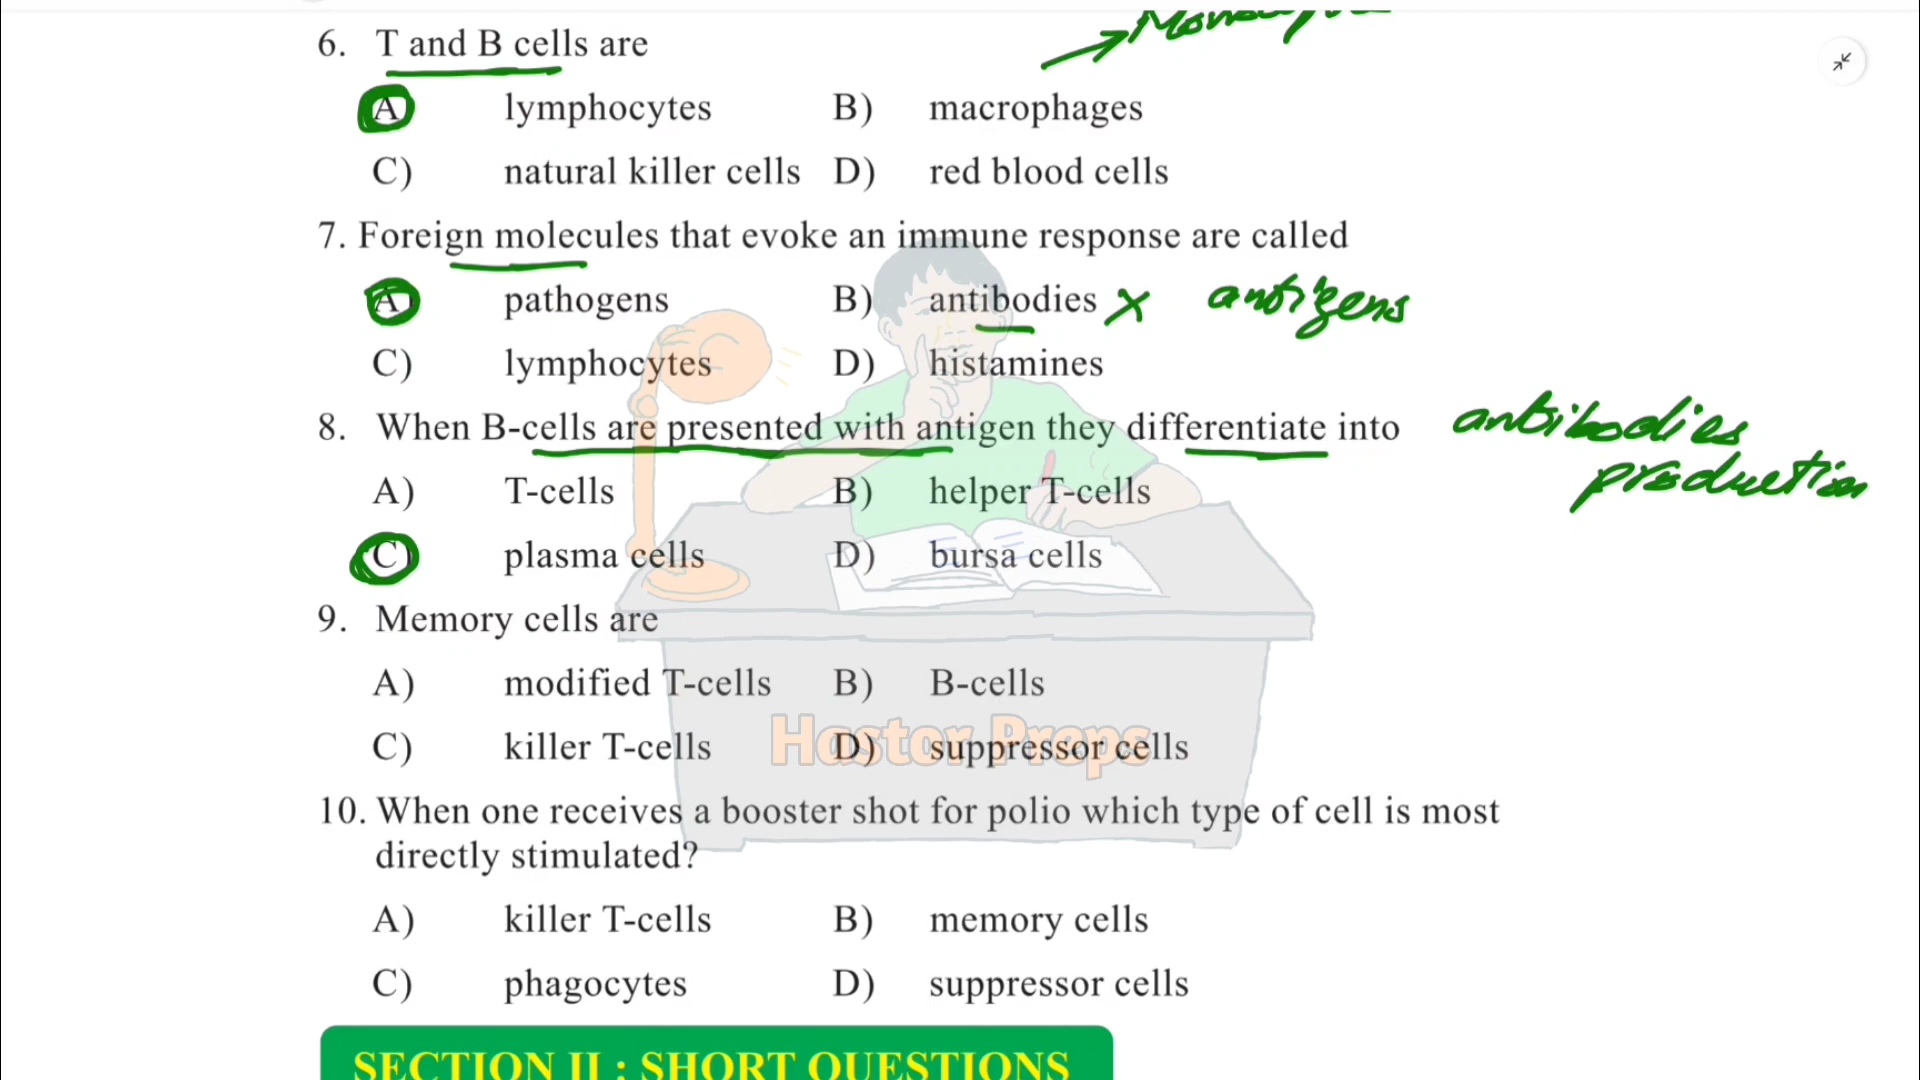 6. T and B cells are
A lymphocytes B) macrophages
C) natural killer cells D) red blood cells
7. Foreign molecules that evoke an immune response are called
A) pathogens B) antibodies X antigens
C) lymphocytes D) histamines
8. When B-cells are presented with antigen they differentiate into antibodies production
A) T-cells B) helper T-cells
C) plasma cells D) bursa cells
9. Memory cells are
A) modified T-cells B) B-cells
C) killer T-cells D) suppressor cells
Hastor Props
10. When one receives a booster shot for polio which type of cell is most
directly stimulated?
A) killer T-cells B) memory cells
C) phagocytes D) suppressor cells
SECTION II : SHORT QUESTIONS